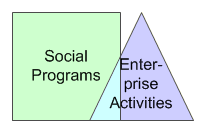 Social
Programs
Enter-
prise
Activities